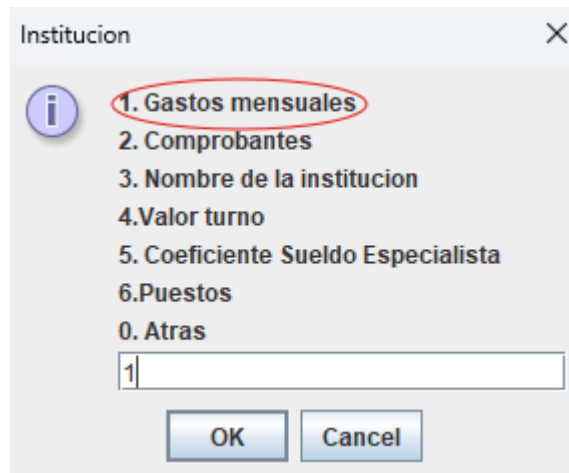 Institucion
1. Gastos mensuales
2. Comprobantes
3. Nombre de la institucion
4.Valor turno
5. Coeficiente Sueldo Especialista
6.Puestos
0. Atras
1
OK Cancel